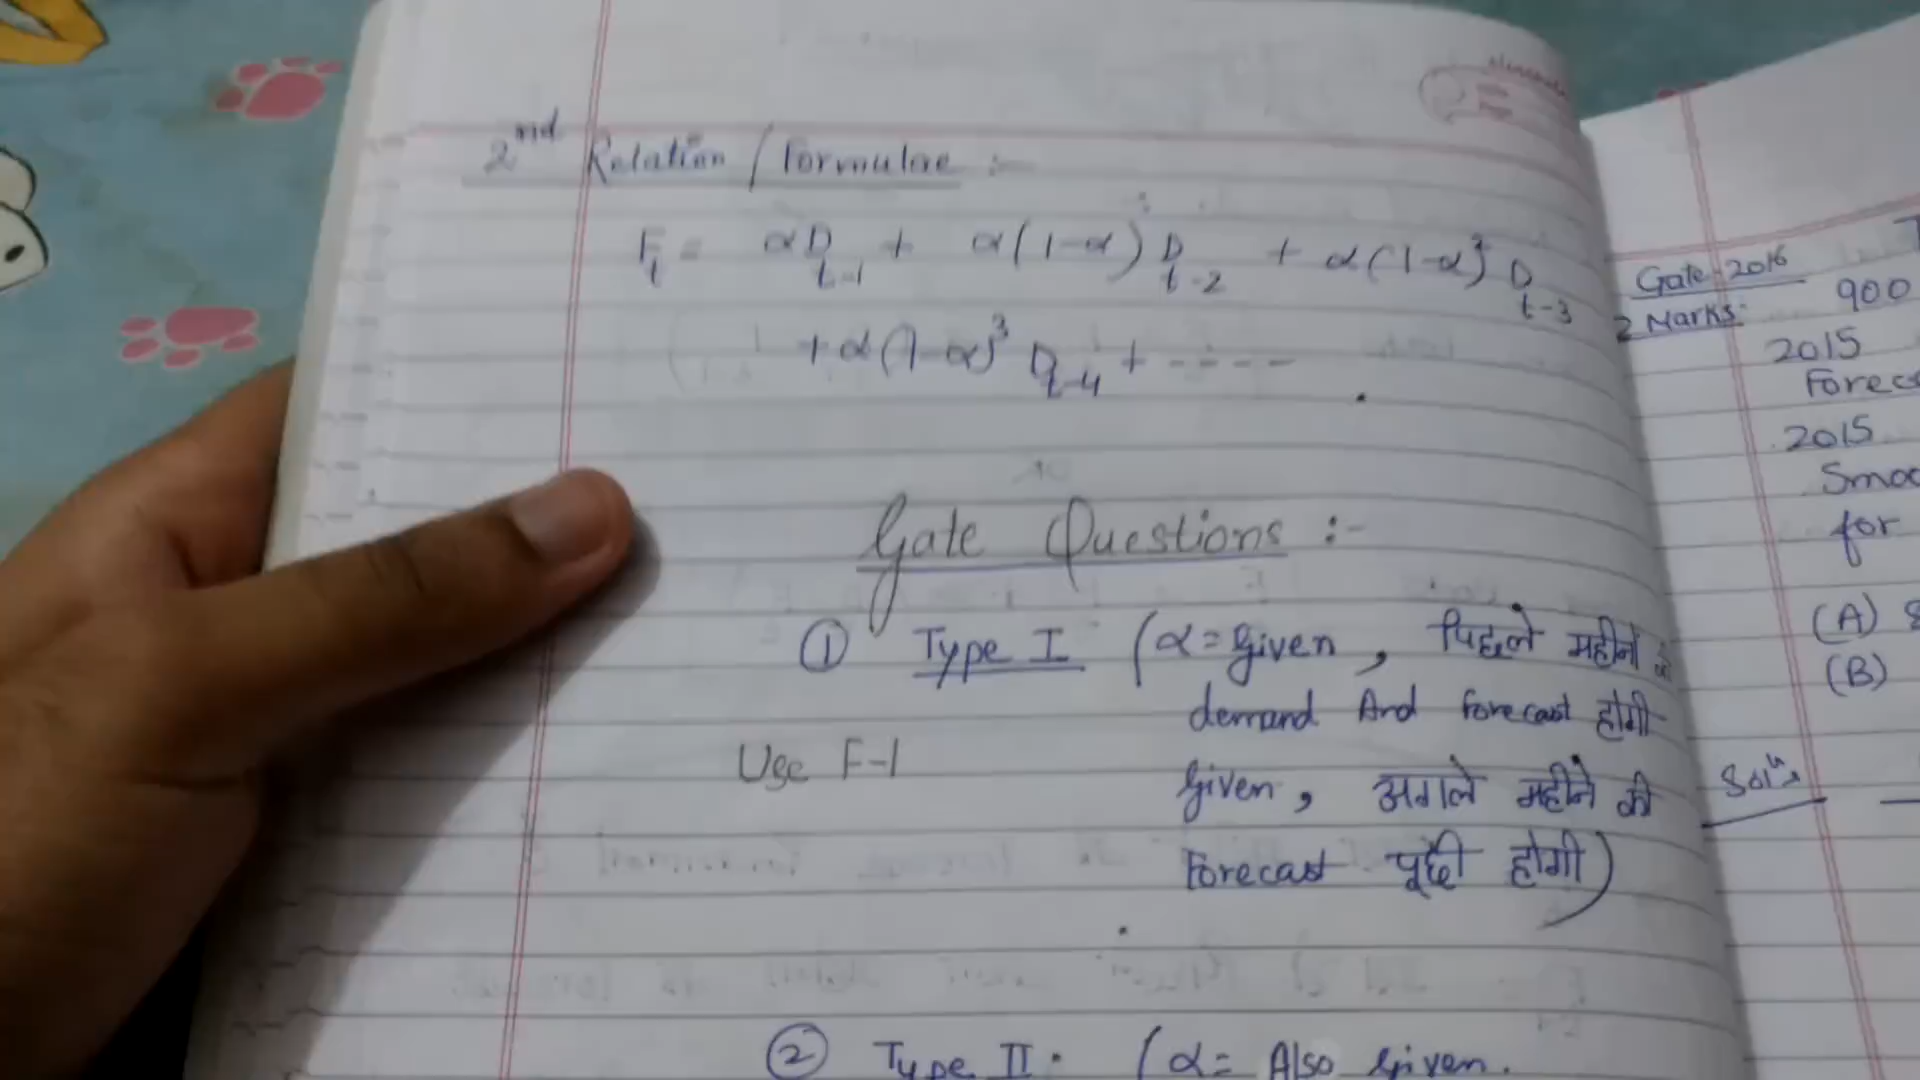 2nd Relation / Formulae :-
Ft = αDt-1 + α(1-α)Dt-2 + α(1-α)²Dt-3
+ α(1-α)³ Dt-4 + - - - - -
Gate Questions :-
① Type I (α = Given, पिछले महीने की
demand And forecast होगी
Use F-1
Given, अगले महीने की
Forecast पूछी होगी)
② Type II: (α = Also Given.
Gate-2016
2 Marks:
900
2015
2015
for
(A)
(B)
Solⁿ